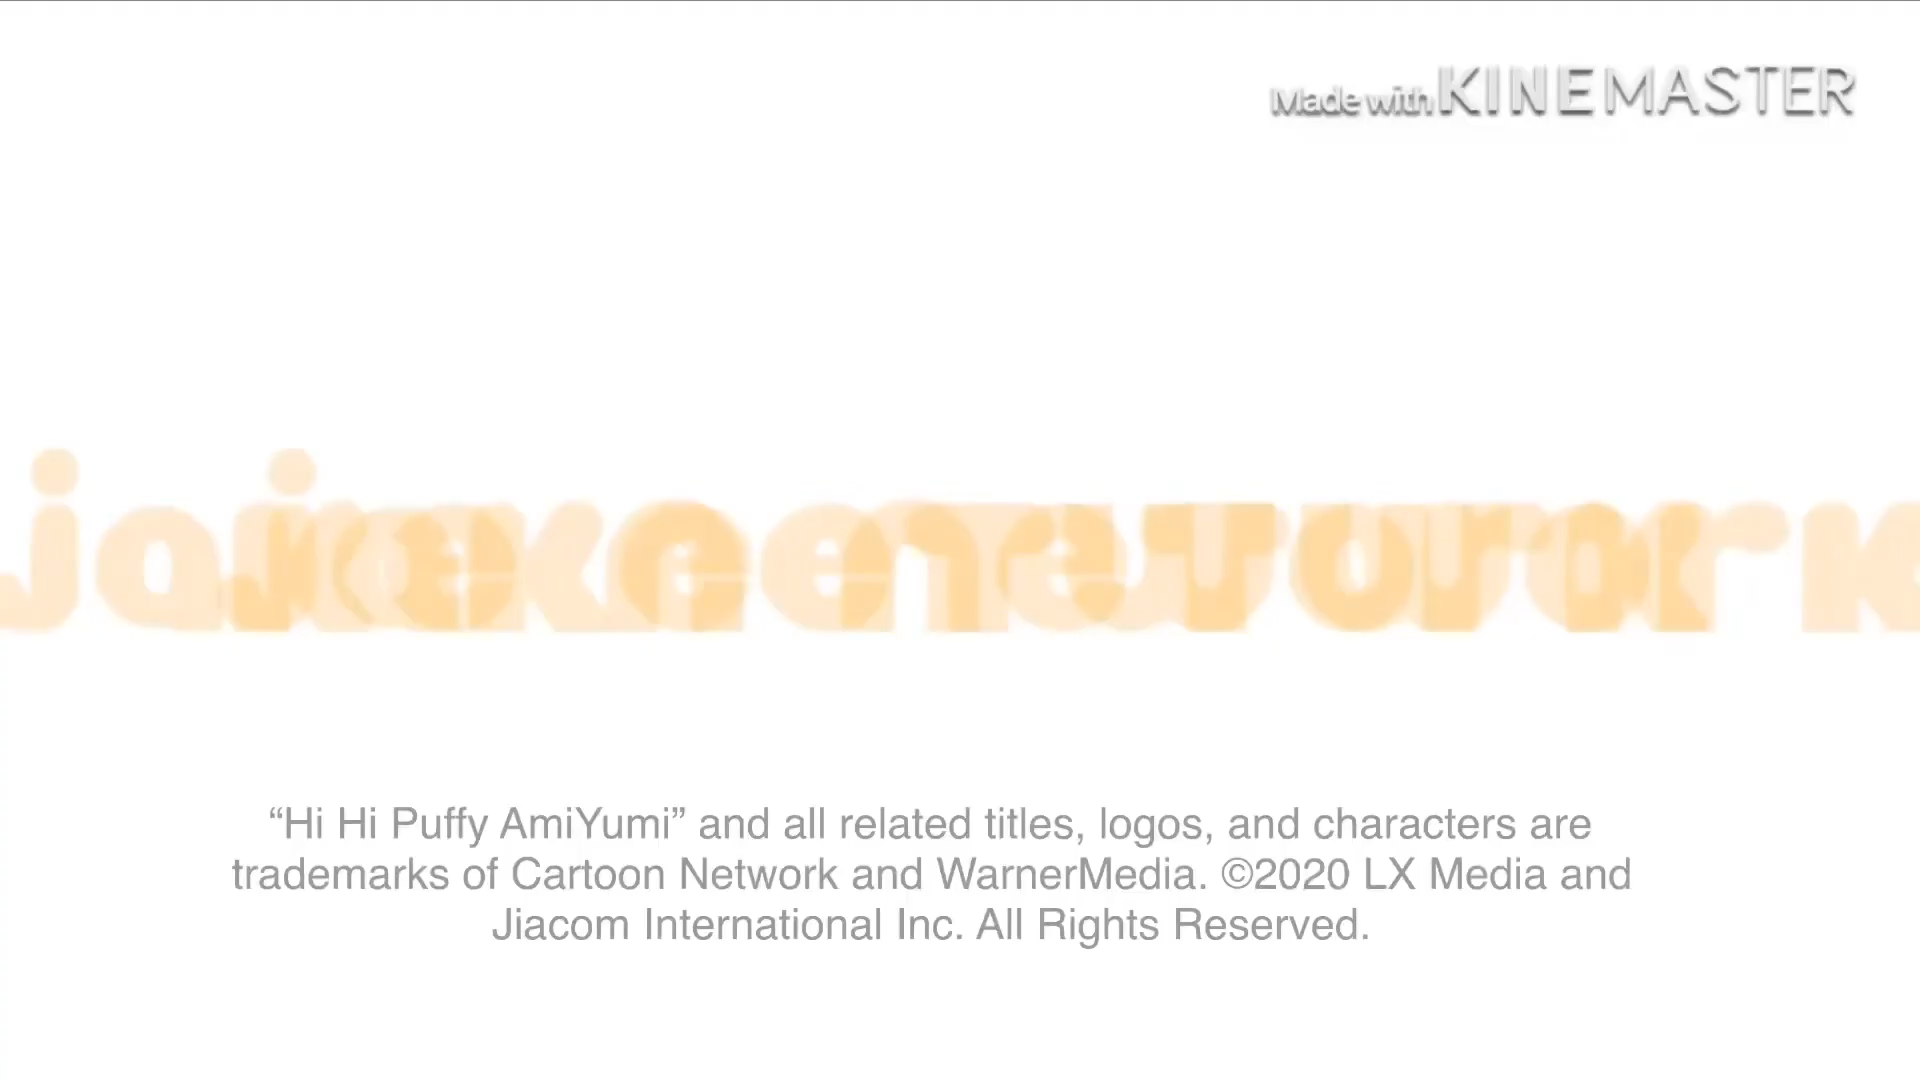 Made with KINEMASTER
“Hi Hi Puffy AmiYumi” and all related titles, logos, and characters are
trademarks of Cartoon Network and WarnerMedia. ©2020 LX Media and
Jiacom International Inc. All Rights Reserved.